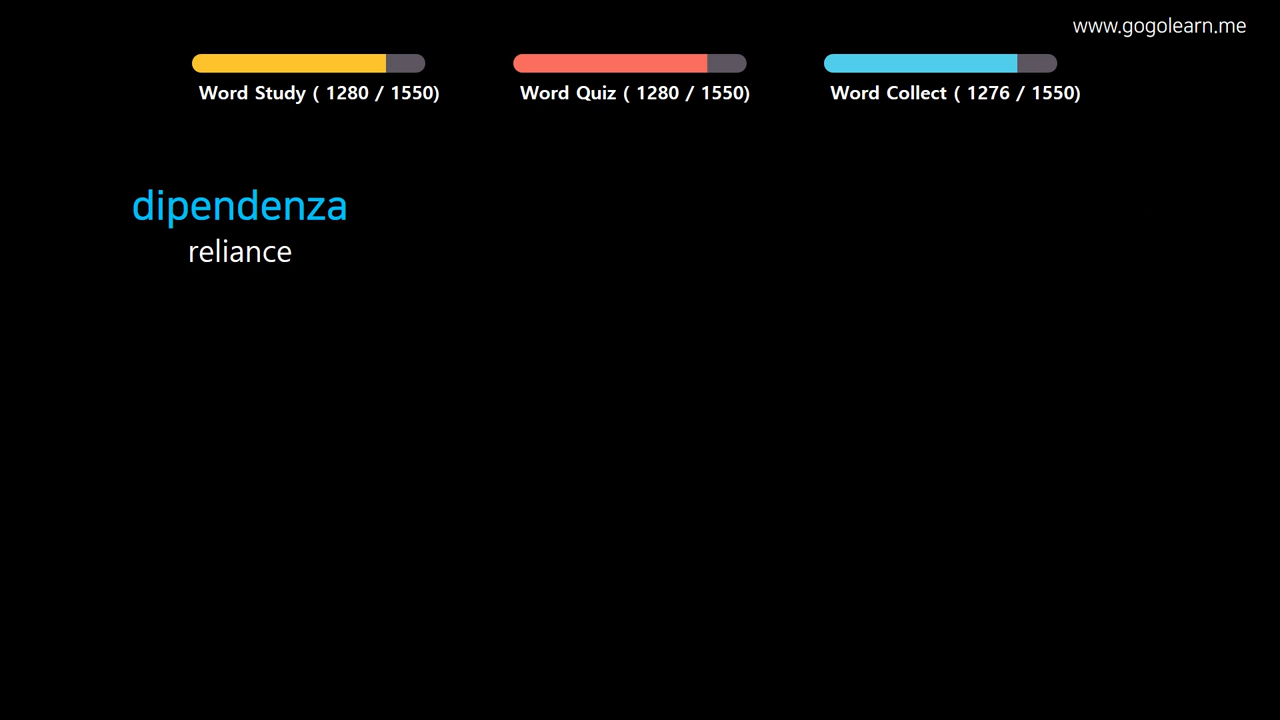 www.gogolearn.me
Word Study ( 1280 / 1550)
Word Quiz ( 1280 / 1550)
Word Collect ( 1276 / 1550)
dipendenza
reliance